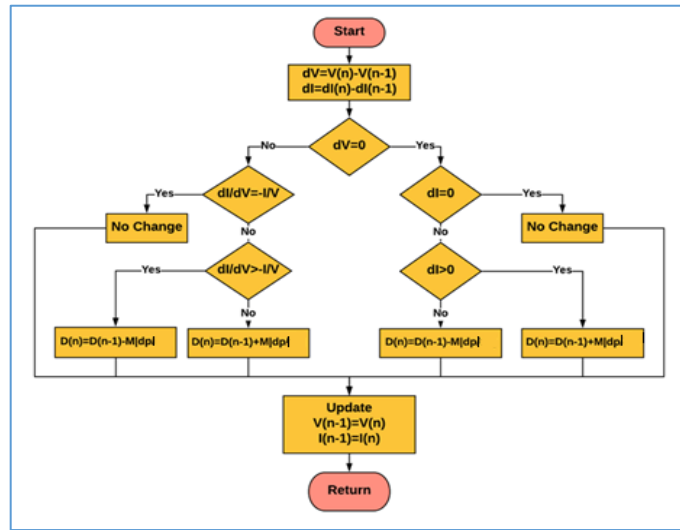 Start
dV=V(n)-V(n-1)
dI=dI(n)-dI(n-1)
dV=0
No
Yes
dI/dV=-I/V
dI=0
Yes
Yes
No Change
No Change
No
No
dI/dV>-I/V
dI>0
Yes
Yes
No
No
D(n)=D(n-1)-M|dp|
D(n)=D(n-1)+M|dp|
D(n)=D(n-1)-M|dp|
D(n)=D(n-1)+M|dp|
Update
V(n-1)=V(n)
I(n-1)=I(n)
Return